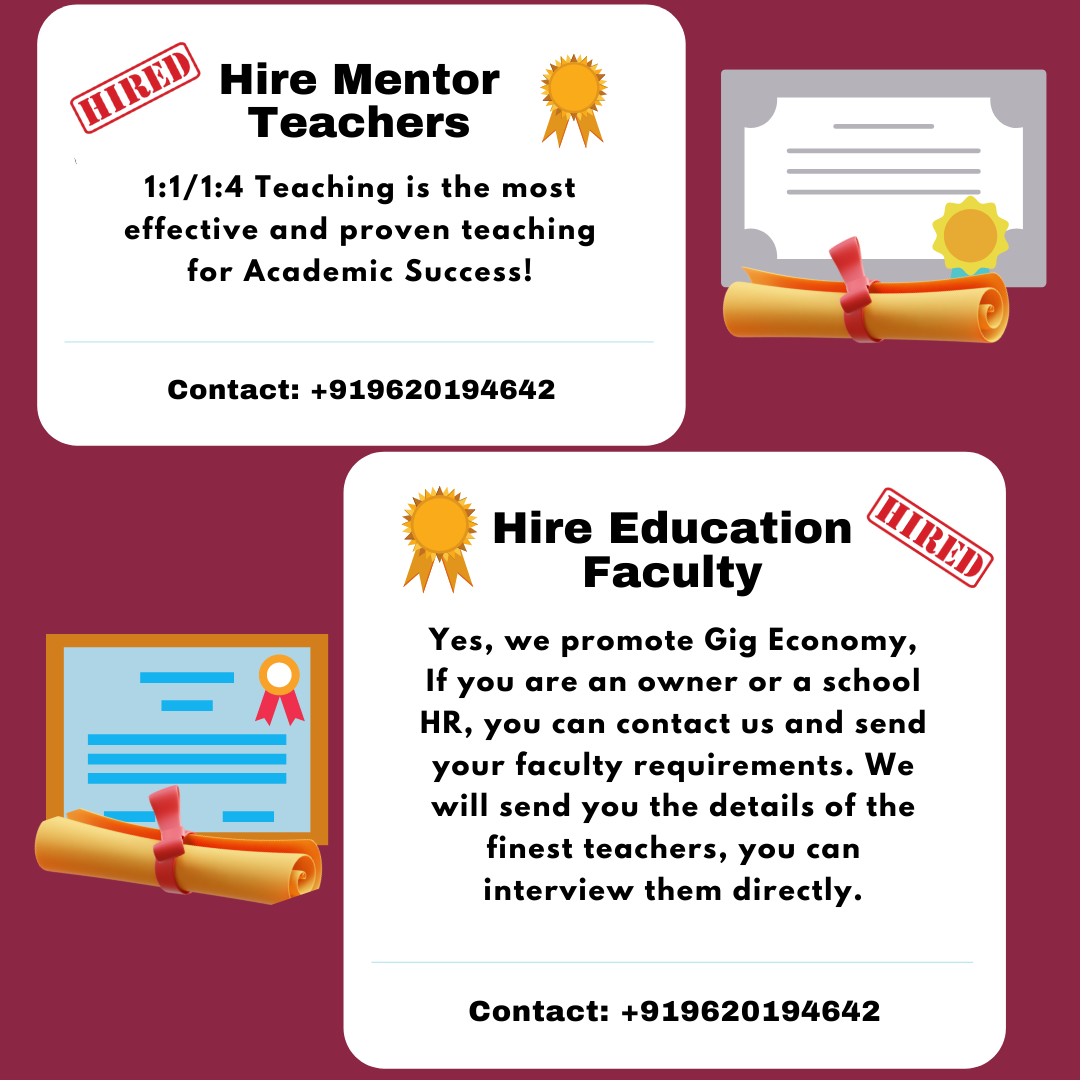 HIRED
Hire Mentor
Teachers
1:1/1:4 Teaching is the most
effective and proven teaching
for Academic Success!
Contact: +919620194642
Hire Education
Faculty
HIRED
Yes, we promote Gig Economy,
If you are an owner or a school
HR, you can contact us and send
your faculty requirements. We
will send you the details of the
finest teachers, you can
interview them directly.
Contact: +919620194642